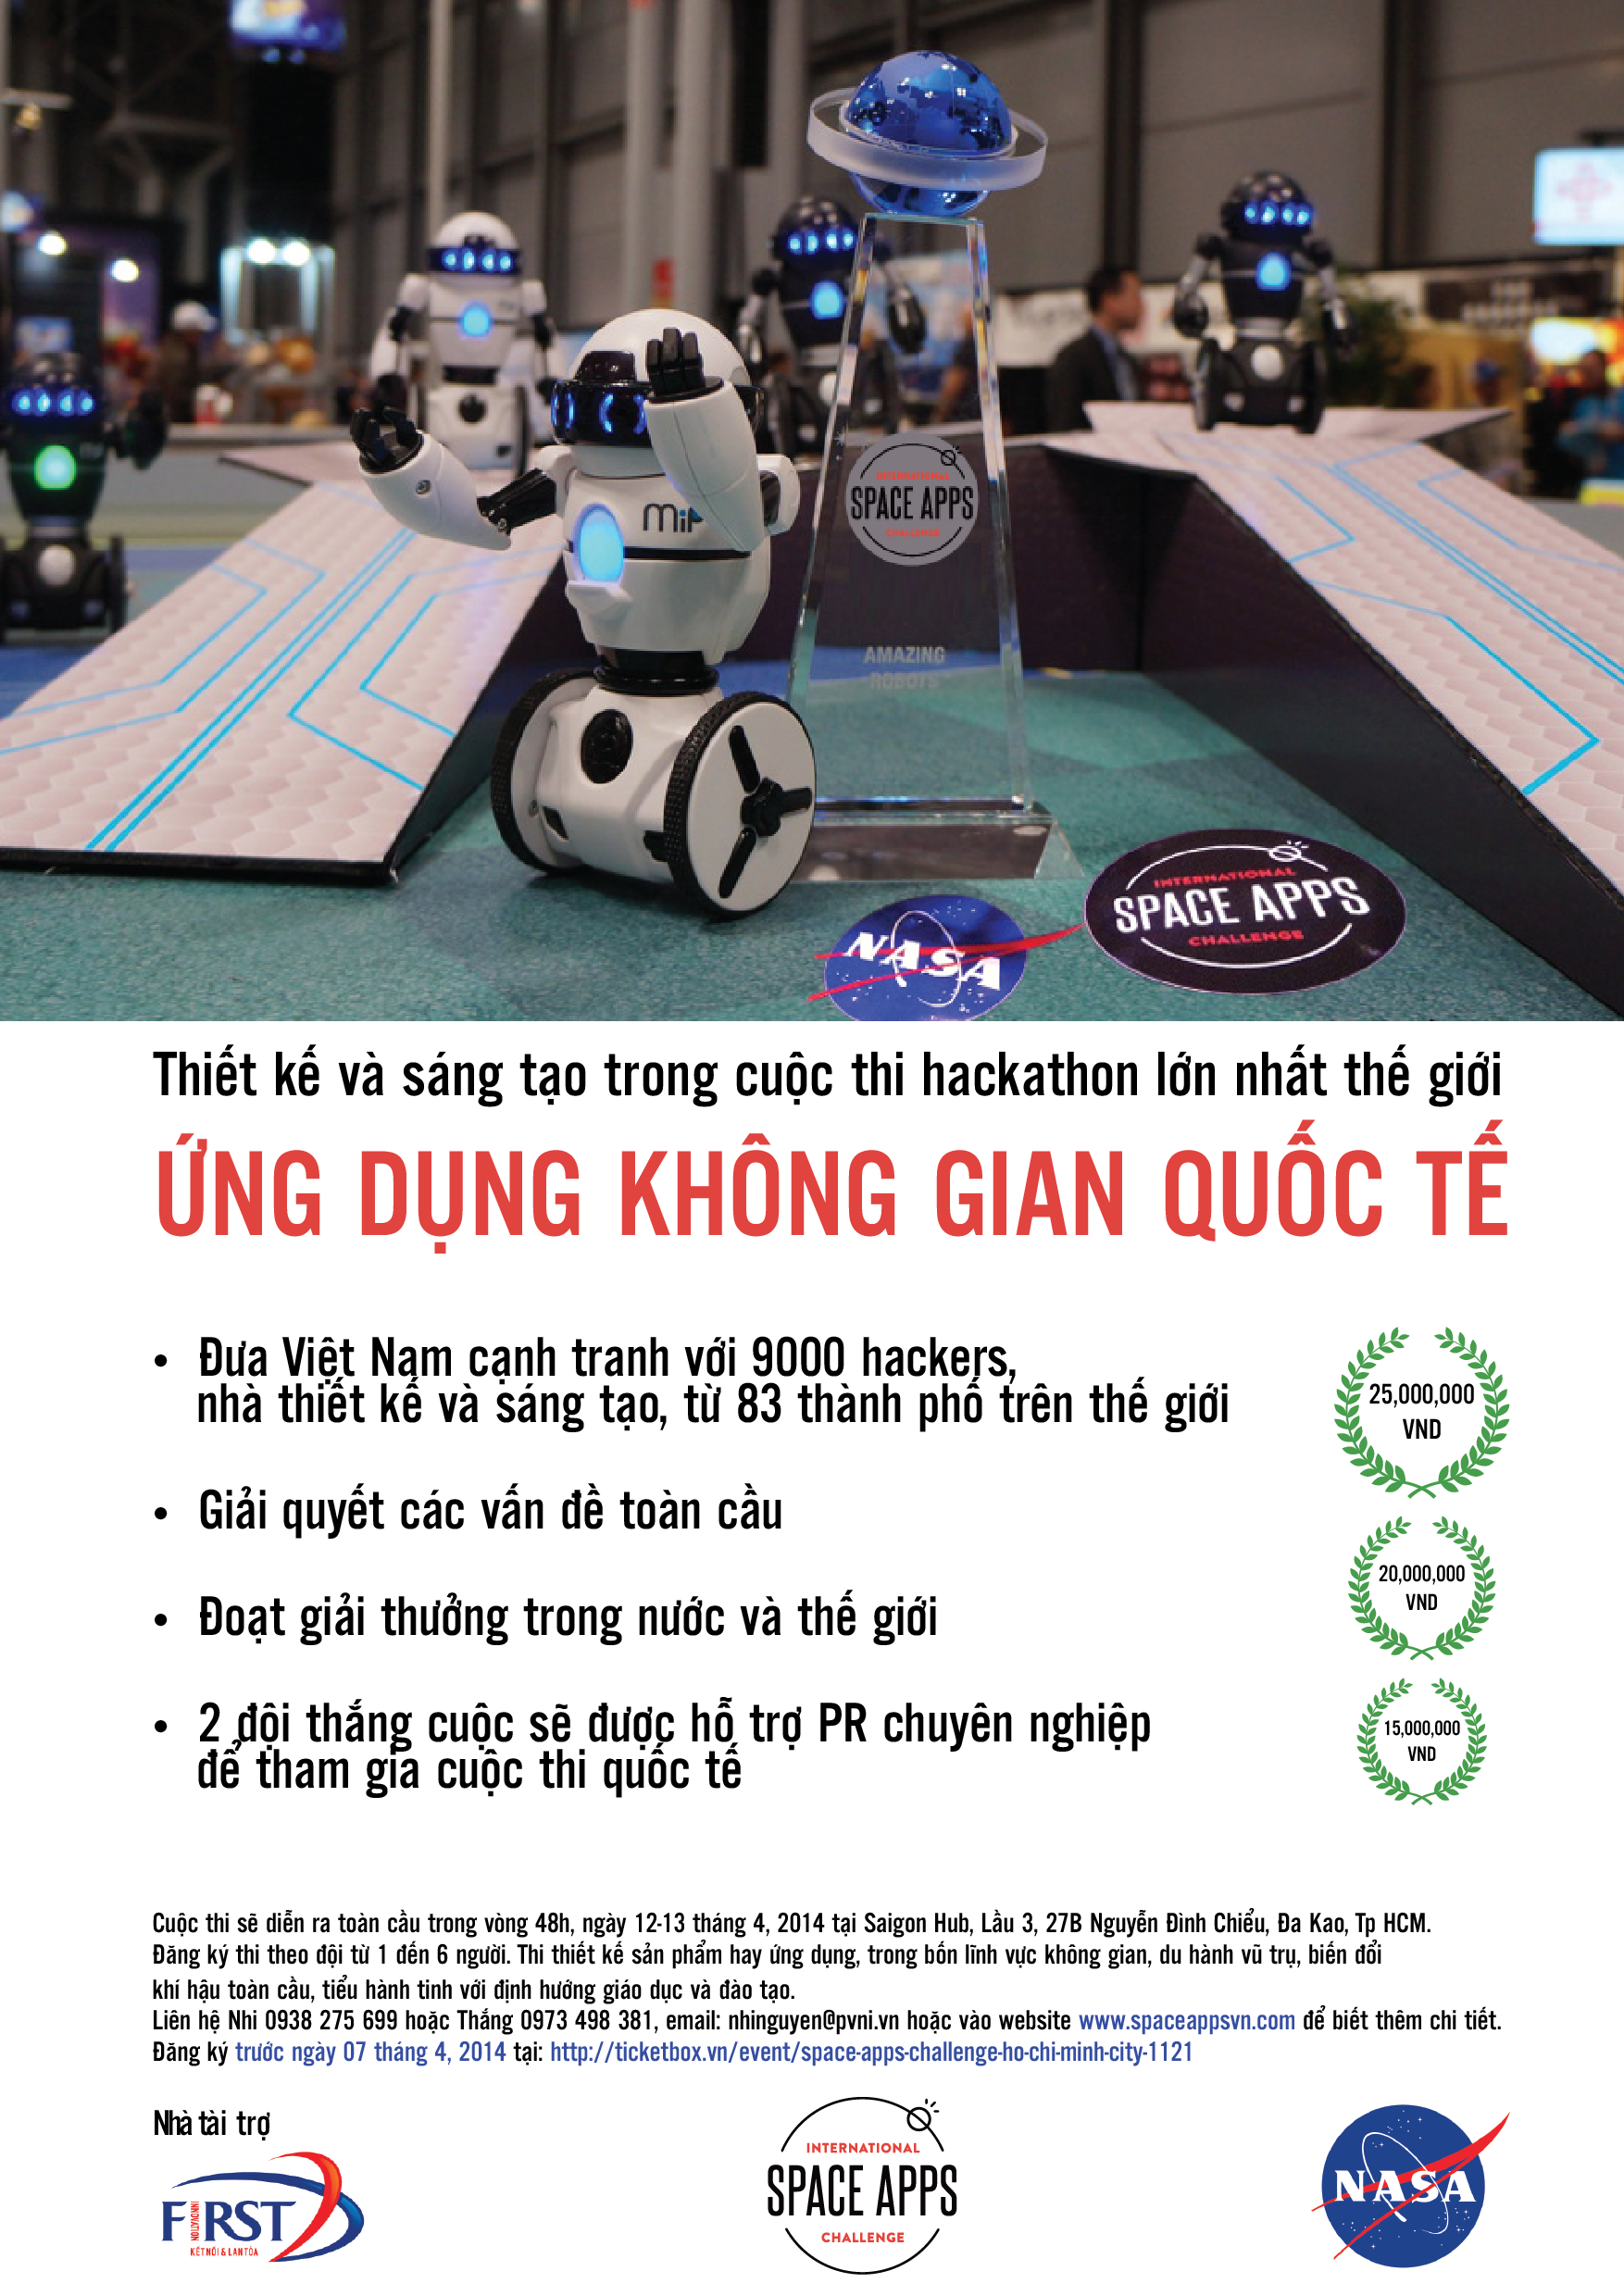 MiP
INTERNATIONAL
SPACE APPS
CHALLENGE
AMAZING
ROBOTS
NASA
INTERNATIONAL
SPACE APPS
CHALLENGE
Thiết kế và sáng tạo trong cuộc thi hackathon lớn nhất thế giới
ỨNG DỤNG KHÔNG GIAN QUỐC TẾ
• Đưa Việt Nam cạnh tranh với 9000 hackers,
nhà thiết kế và sáng tạo, từ 83 thành phố trên thế giới
• Giải quyết các vấn đề toàn cầu
• Đoạt giải thưởng trong nước và thế giới
• 2 đội thắng cuộc sẽ được hỗ trợ PR chuyên nghiệp
để tham gia cuộc thi quốc tế
25,000,000
VND
20,000,000
VND
15,000,000
VND
Cuộc thi sẽ diễn ra toàn cầu trong vòng 48h, ngày 12-13 tháng 4, 2014 tại Saigon Hub, Lầu 3, 27B Nguyễn Đình Chiểu, Đa Kao, Tp HCM.
Đăng ký thi theo đội từ 1 đến 6 người. Thi thiết kế sản phẩm hay ứng dụng, trong bốn lĩnh vực không gian, du hành vũ trụ, biến đổi
khí hậu toàn cầu, tiểu hành tinh với định hướng giáo dục và đào tạo.
Liên hệ Nhi 0938 275 699 hoặc Thắng 0973 498 381, email: nhinguyen@pvni.vn hoặc vào website www.spaceappsvn.com để biết thêm chi tiết.
Đăng ký trước ngày 07 tháng 4, 2014 tại: http://ticketbox.vn/event/space-apps-challenge-ho-chi-minh-city-1121
Nhà tài trợ
FIRST
INNOVATION
KẾT NỐI & LAN TỎA
INTERNATIONAL
SPACE APPS
CHALLENGE
NASA